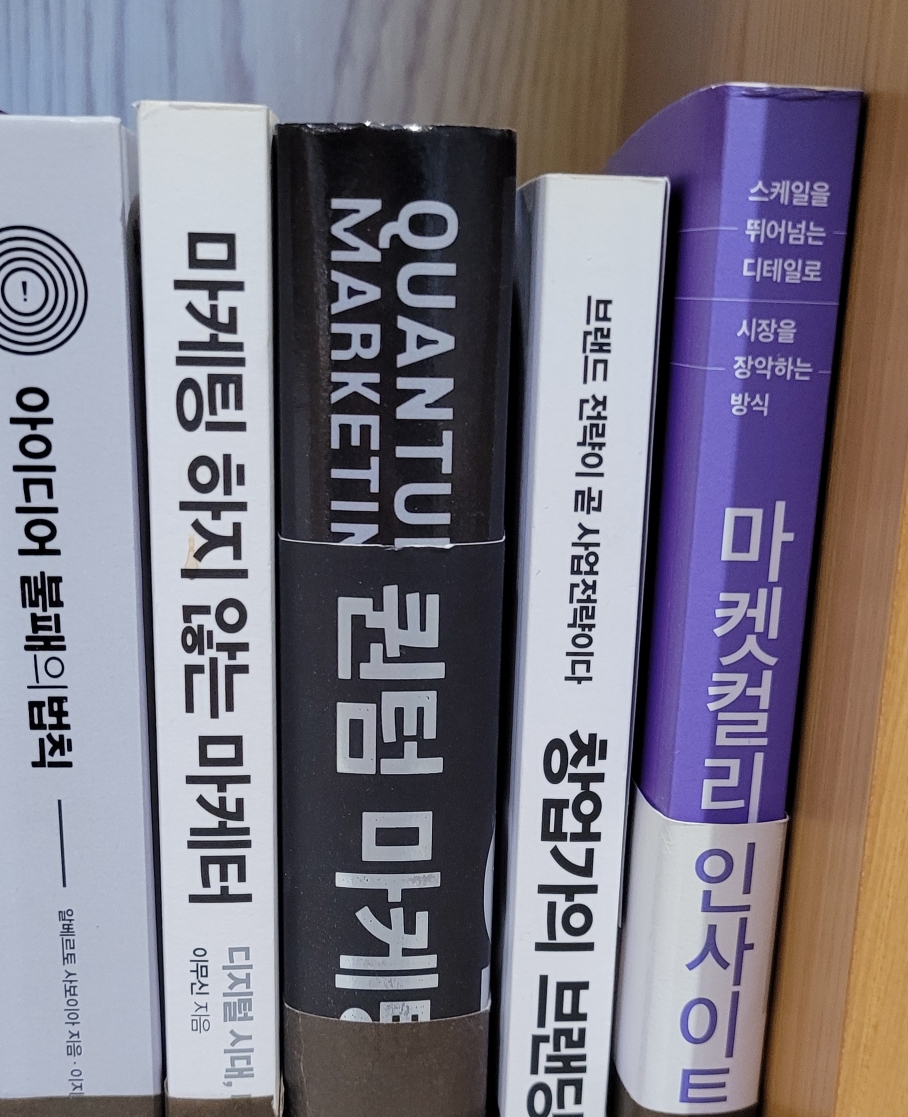 아이디어 불패의 법칙
알베르토 사보이아 지음 · 이지
마케팅 하지 않는 마케터
디지털 시대,
이무신 지음
QUANTUM
MARKETIN
퀀텀 마케팅
브랜드 전략이 곧 사업전략이다
창업가의 브랜딩
스케일을
뛰어넘는
디테일로
시장을
장악하는
방식
마켓컬리
인사이트